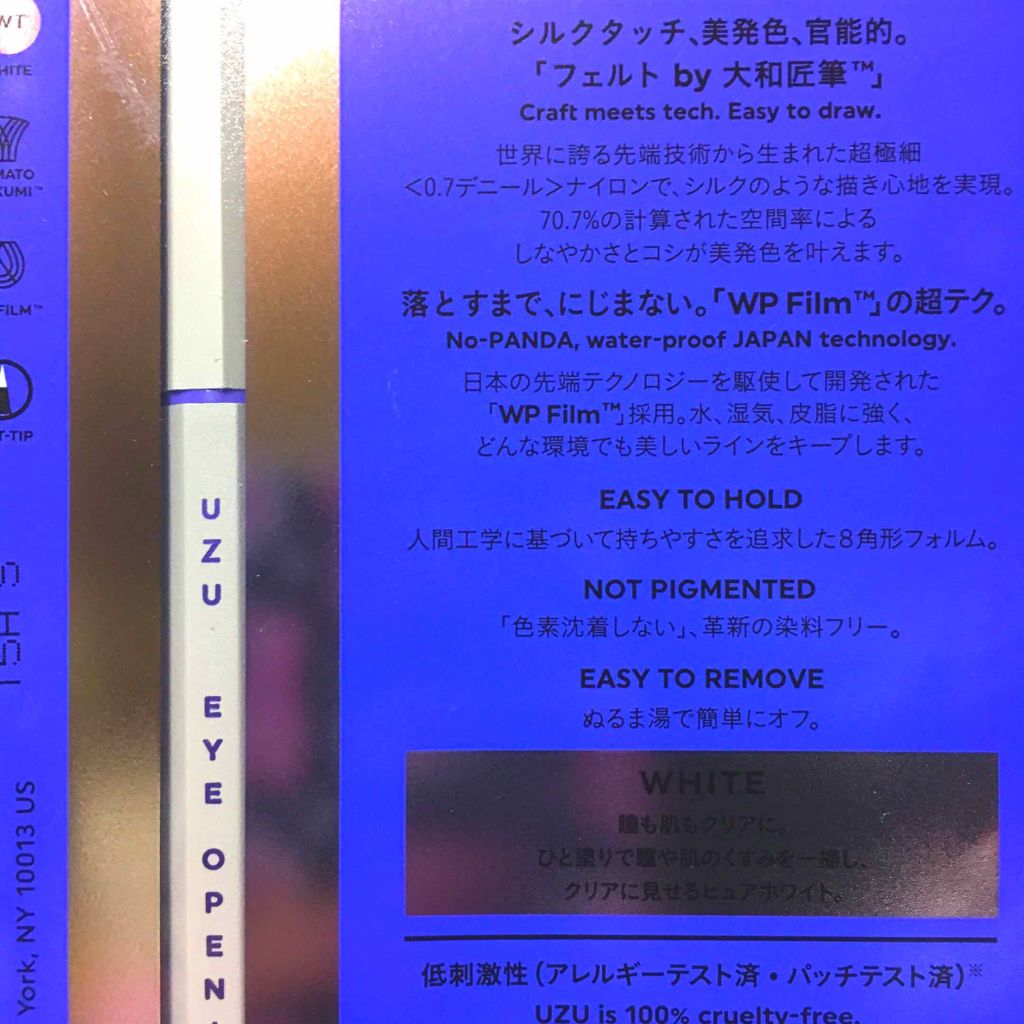 WT
HITE
MATO
KUMI™
FILM™
T-TIP
York, NY 10013 US
UZU EYE OPEN
シルクタッチ、美発色、官能的。
「フェルト by 大和匠筆™」
Craft meets tech. Easy to draw.
世界に誇る先端技術から生まれた超極細
<0.7デニール>ナイロンで、シルクのような描き心地を実現。
70.7%の計算された空間率による
しなやかさとコシが美発色を叶えます。
落とすまで、にじまない。「WP Film™」の超テク。
No-PANDA, water-proof JAPAN technology.
日本の先端テクノロジーを駆使して開発された
「WP Film™」採用。水、湿気、皮脂に強く、
どんな環境でも美しいラインをキープします。
EASY TO HOLD
人間工学に基づいて持ちやすさを追求した8角形フォルム。
NOT PIGMENTED
「色素沈着しない」、革新の染料フリー。
EASY TO REMOVE
ぬるま湯で簡単にオフ。
WHITE
瞳も肌もクリアに。
ひと塗りで瞳や肌のくすみを一掃し、
クリアに見せるピュアホワイト。
低刺激性（アレルギーテスト済・パッチテスト済）※
UZU is 100% cruelty-free.